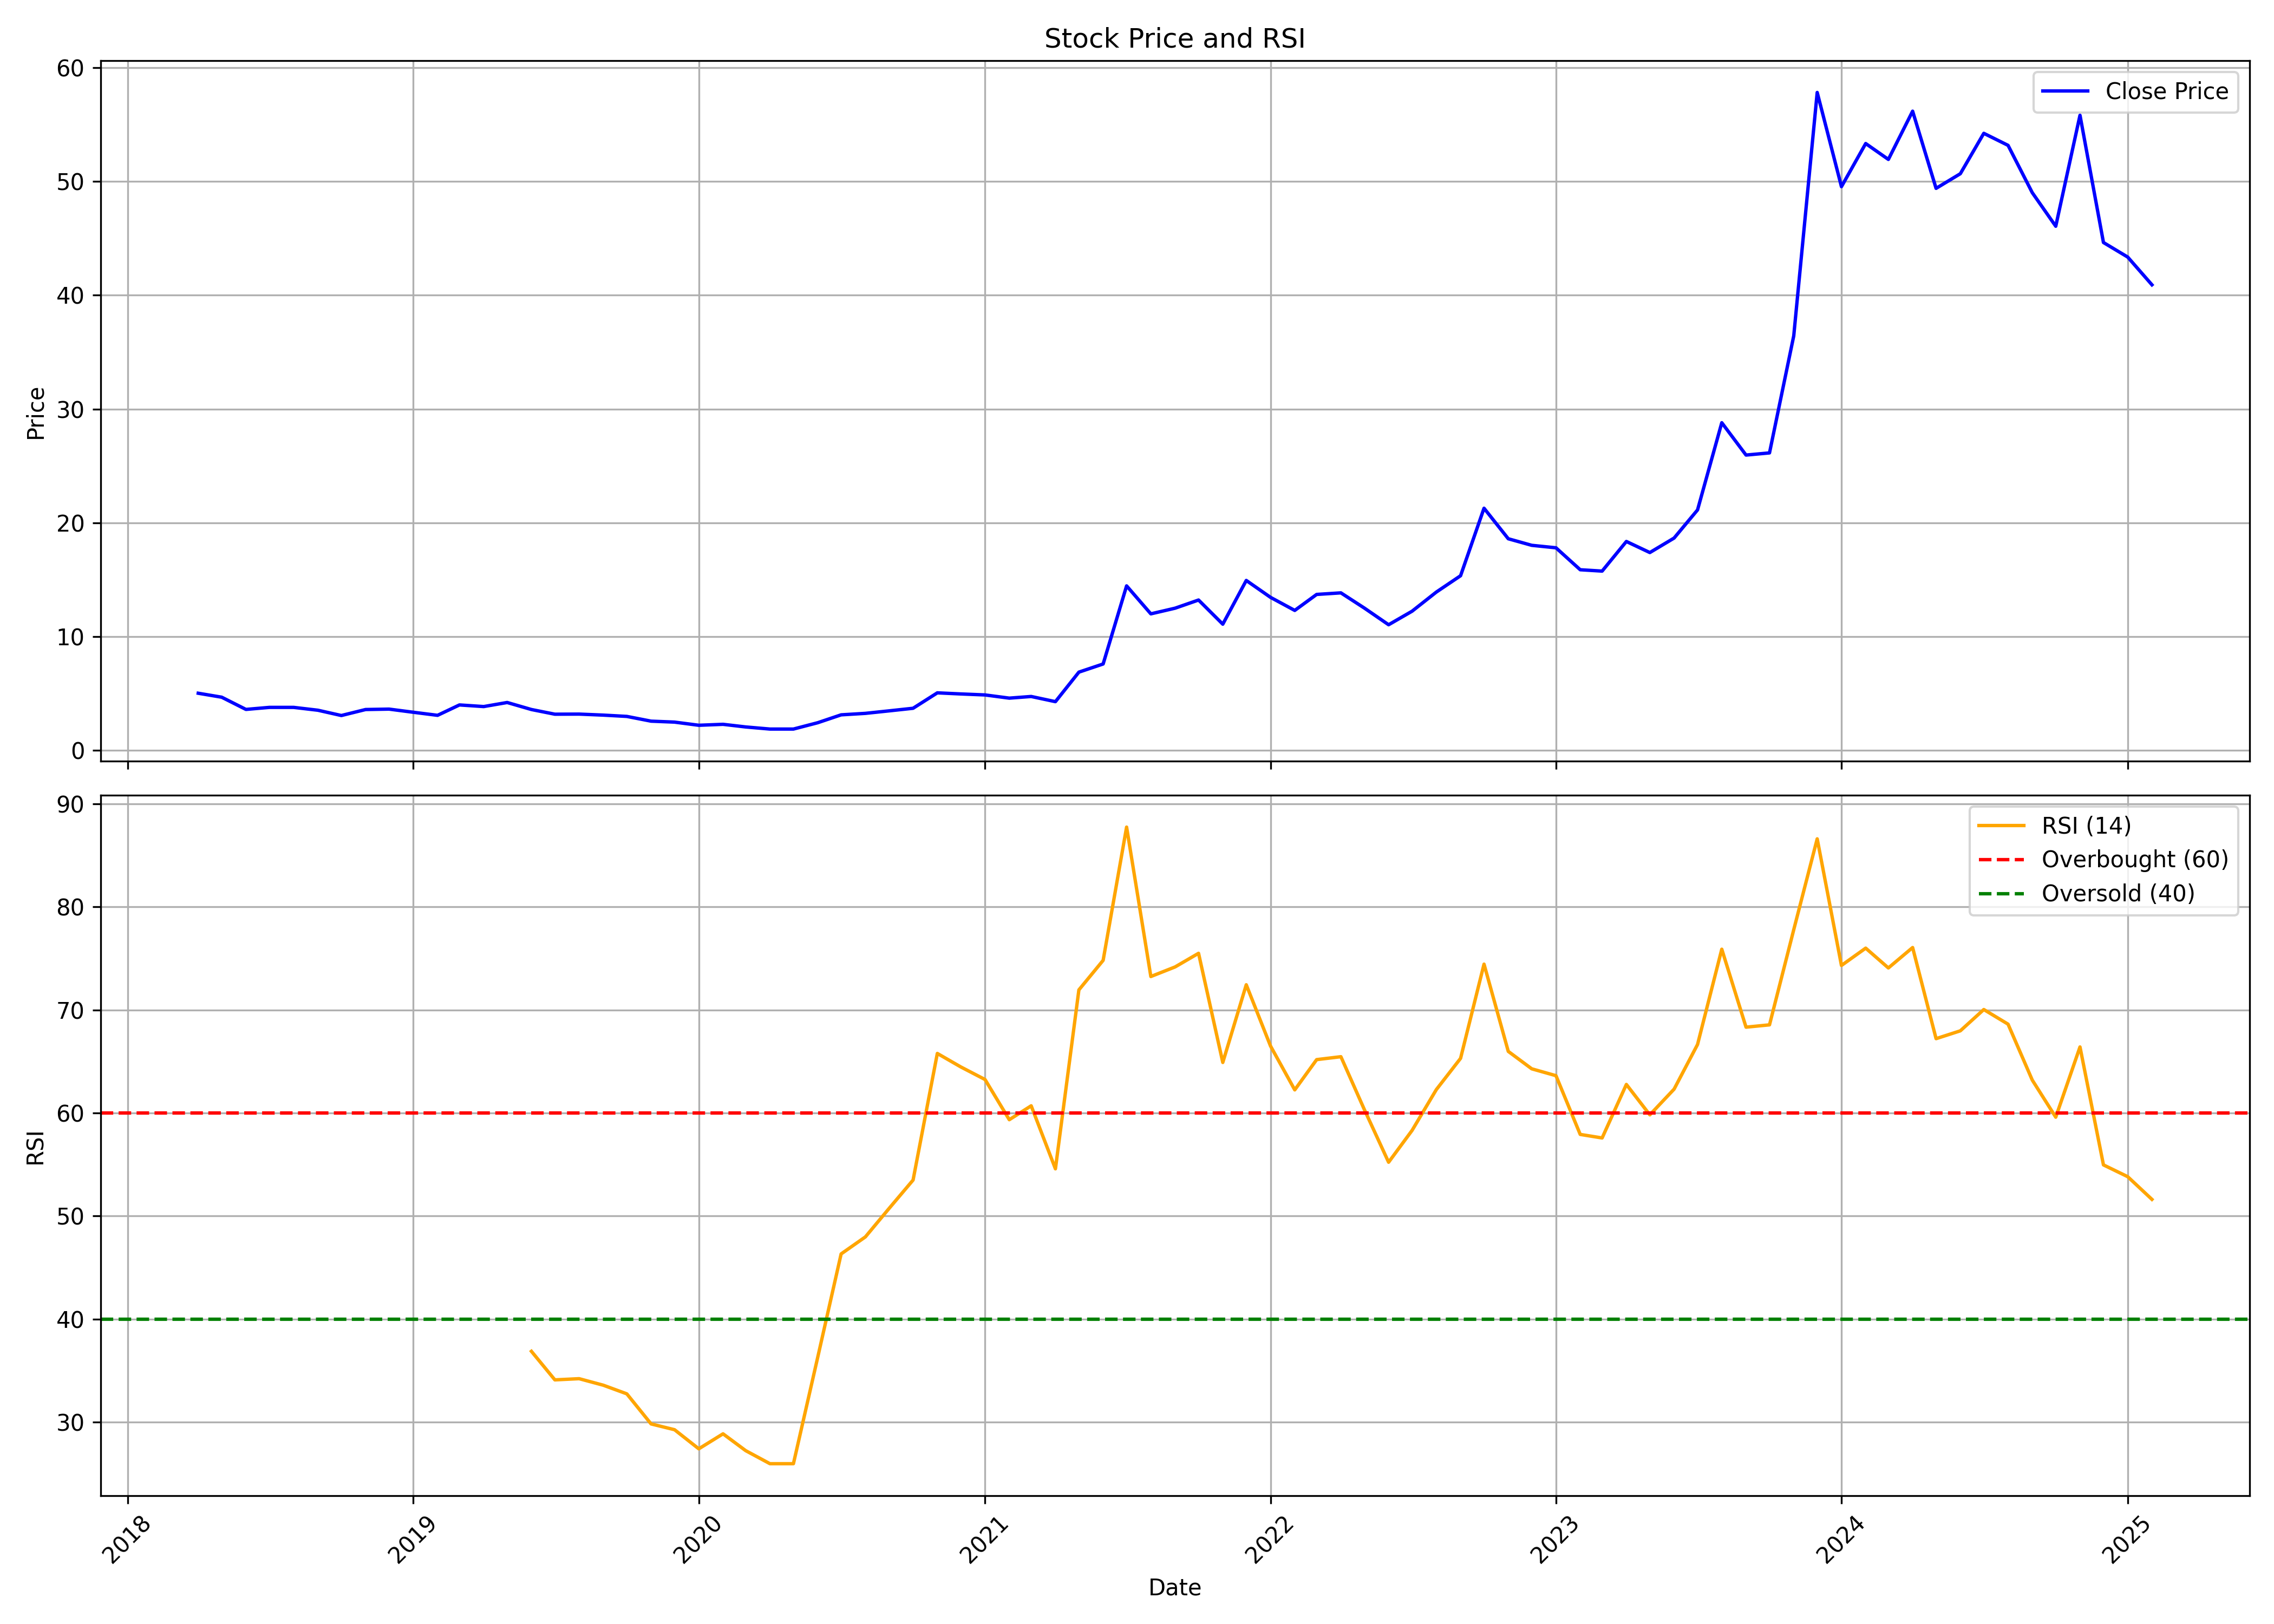 Stock Price and RSI
60
50
40
30
20
10
0
Price
Close Price
90
80
70
60
50
40
30
RSI
RSI (14)
Overbought (60)
Oversold (40)
2018
2019
2020
2021
2022
2023
2024
2025
Date